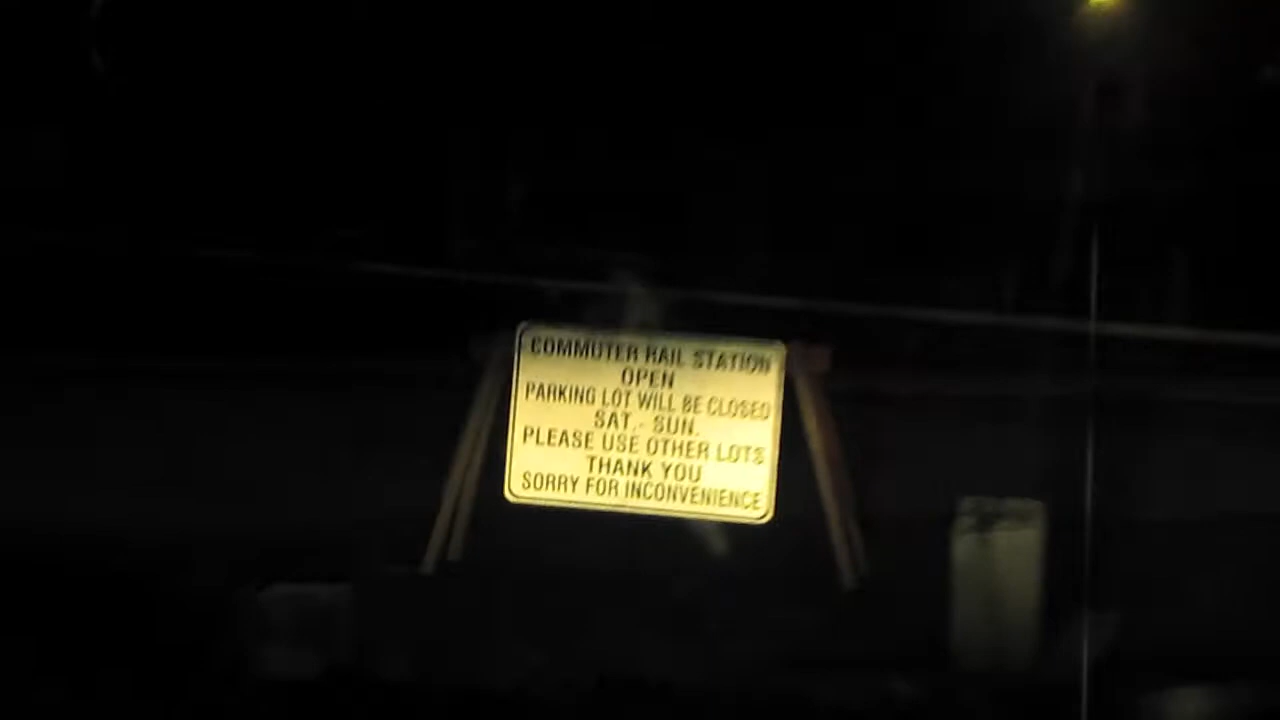 COMMUTER RAIL STATION
OPEN
PARKING LOT WILL BE CLOSED
SAT.- SUN.
PLEASE USE OTHER LOTS
THANK YOU
SORRY FOR INCONVENIENCE